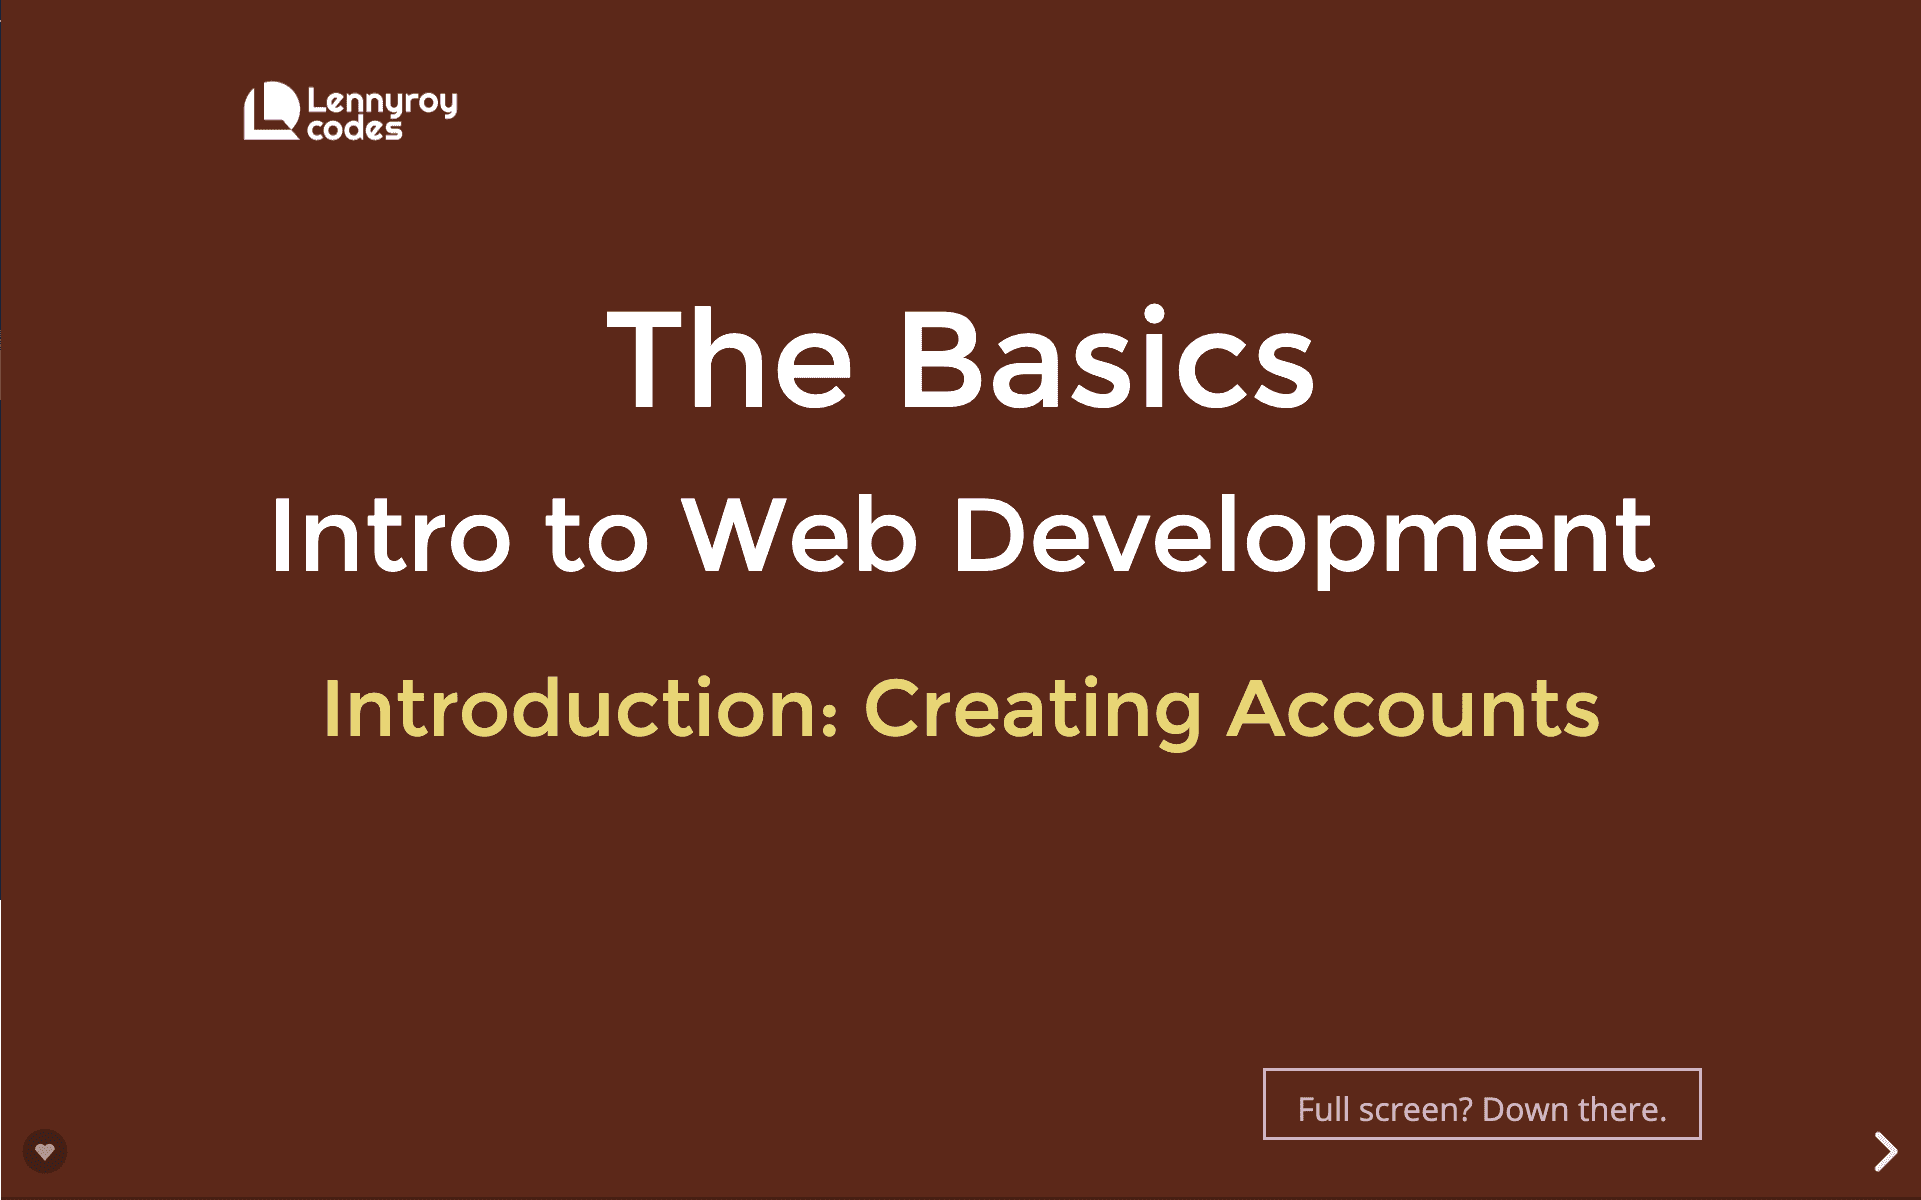 Lennyroy
codes
The Basics
Intro to Web Development
Introduction: Creating Accounts
Full screen? Down there.